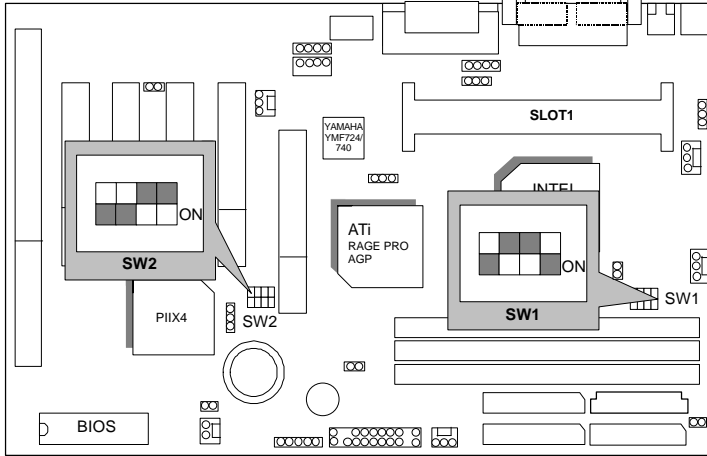 SLOT1
YAMAHA
YMF724/
740
INTEL
ON
SW2
ATi
RAGE PRO
AGP
ON
SW1
SW1
SW2
PIIX4
BIOS